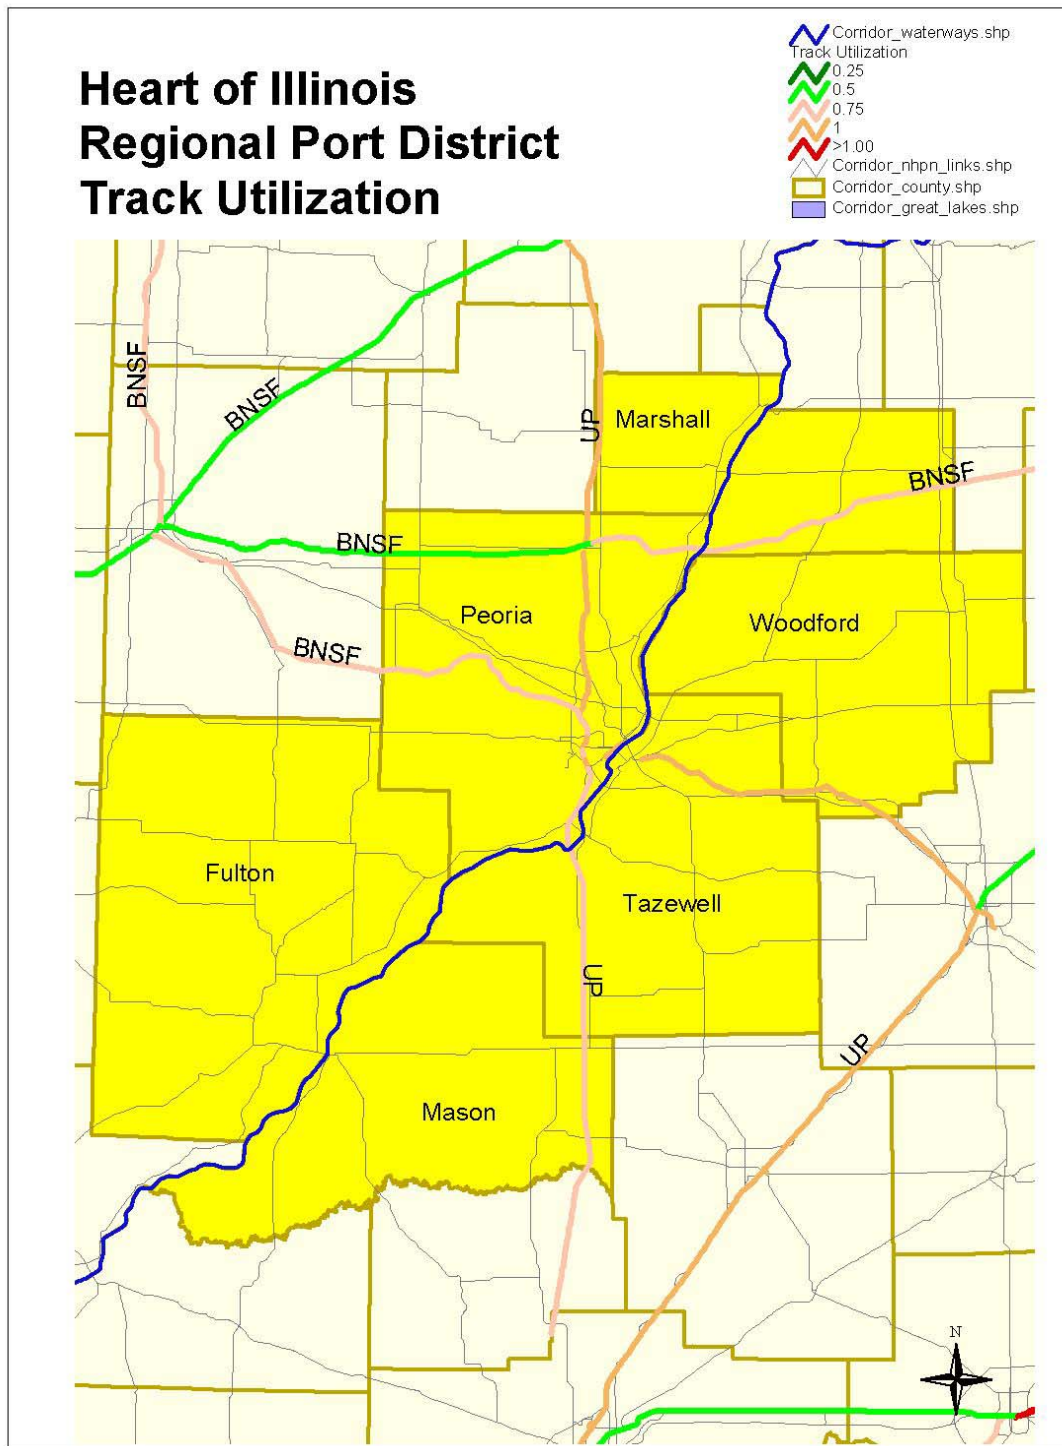 Heart of Illinois
Regional Port District
Track Utilization
Corridor_waterways.shp
Track Utilization
0.25
0.5
0.75
1
>1.00
Corridor_nhpn_links.shp
Corridor_county.shp
Corridor_great_lakes.shp
BNSF
BNSF
UP
Marshall
BNSF
BNSF
Peoria
Woodford
BNSF
Fulton
Tazewell
UP
UP
Mason
N